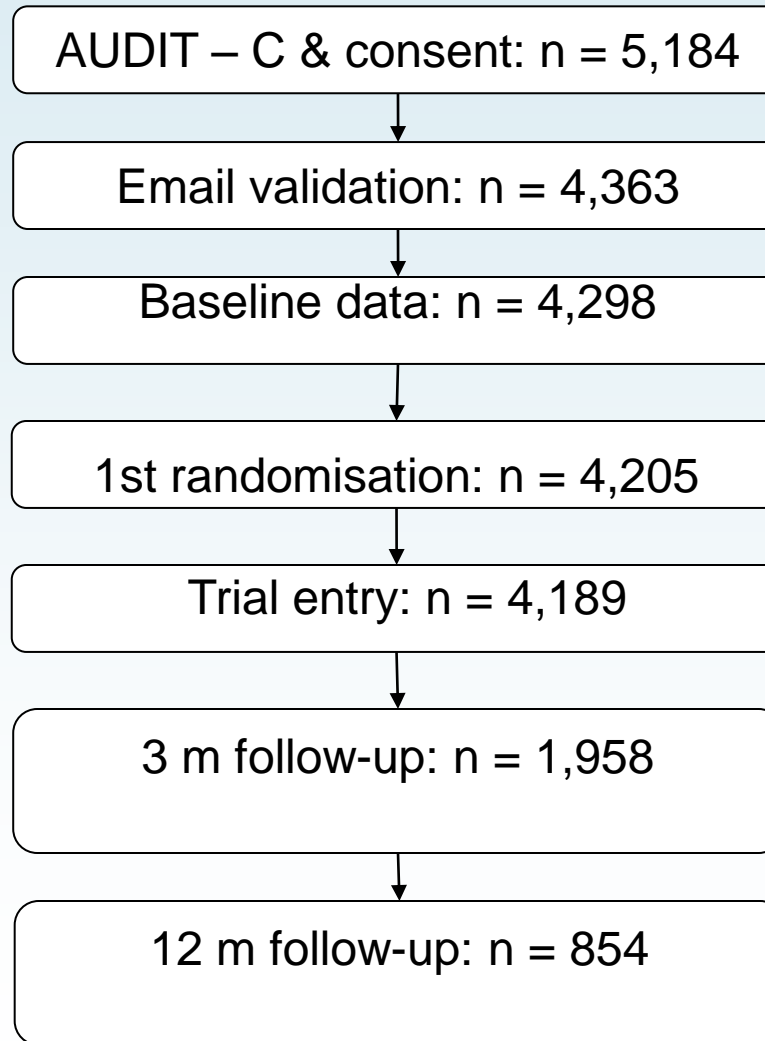 AUDIT – C & consent: n = 5,184
Email validation: n = 4,363
Baseline data: n = 4,298
1st randomisation: n = 4,205
Trial entry: n = 4,189
3 m follow-up: n = 1,958
12 m follow-up: n = 854